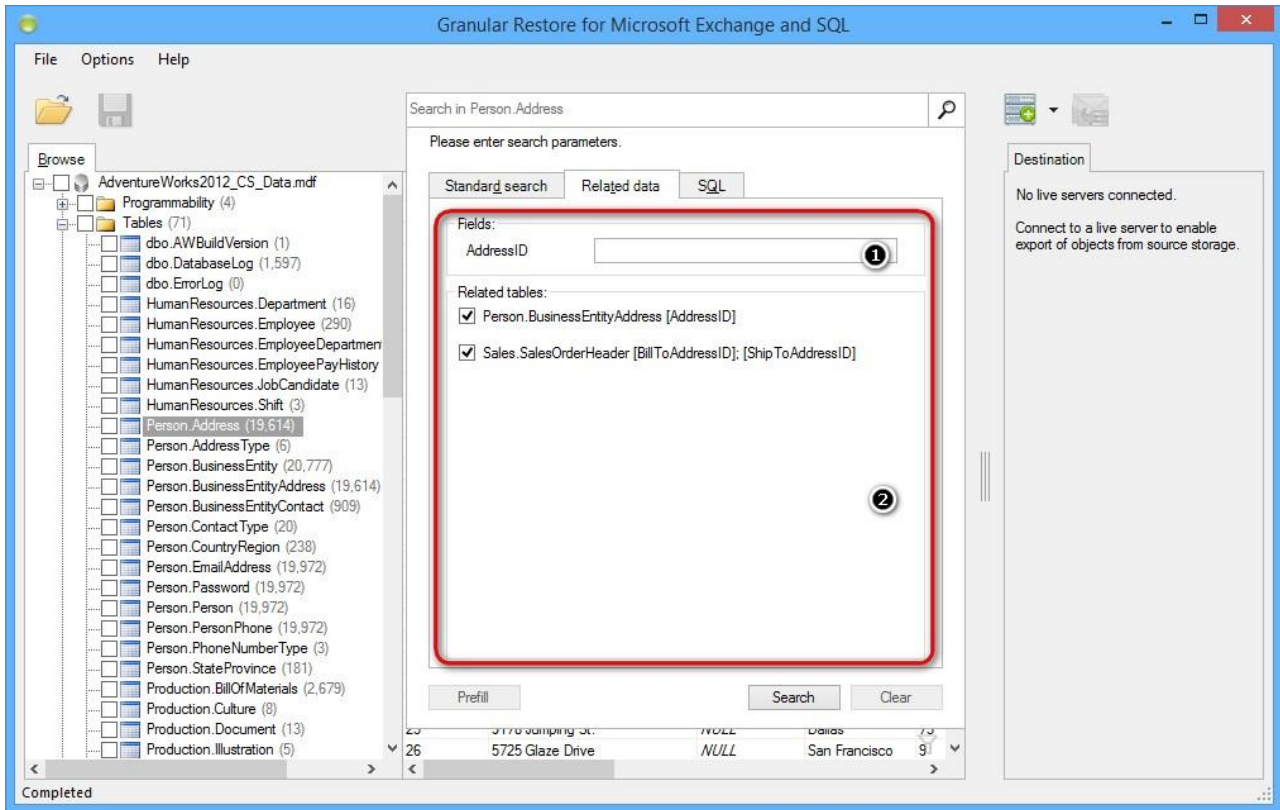 Granular Restore for Microsoft Exchange and SQL
File Options Help
Search in Person.Address
Please enter search parameters.
Browse
AdventureWorks2012_CS_Data.mdf
Programmability (4)
Tables (71)
dbo.AWBuildVersion (1)
dbo.DatabaseLog (1,597)
dbo.ErrorLog (0)
HumanResources.Department (16)
HumanResources.Employee (290)
HumanResources.EmployeeDepartmen
HumanResources.EmployeePayHistory
HumanResources.JobCandidate (13)
HumanResources.Shift (3)
Person.Address (19,614)
Person.AddressType (6)
Person.BusinessEntity (20,777)
Person.BusinessEntityAddress (19,614)
Person.BusinessEntityContact (909)
Person.ContactType (20)
Person.CountryRegion (238)
Person.EmailAddress (19,972)
Person.Password (19,972)
Person.Person (19,972)
Person.PersonPhone (19,972)
Person.PhoneNumberType (3)
Person.StateProvince (181)
Production.BillOfMaterials (2,679)
Production.Culture (8)
Production.Document (13)
Production.Illustration (5)
Standard search Related data SQL
Fields:
AddressID
1
Related tables:
Person.BusinessEntityAddress [AddressID]
Sales.SalesOrderHeader [BillToAddressID]; [ShipToAddressID]
2
Prefill Search Clear
26 5725 Glaze Drive NULL San Francisco 9
Destination
No live servers connected.
Connect to a live server to enable
export of objects from source storage.
Completed